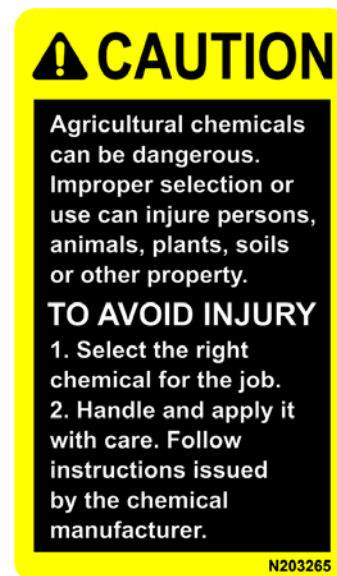 CAUTION
Agricultural chemicals
can be dangerous.
Improper selection or
use can injure persons,
animals, plants, soils
or other property.
TO AVOID INJURY
1. Select the right
chemical for the job.
2. Handle and apply it
with care. Follow
instructions issued
by the chemical
manufacturer.
N203265